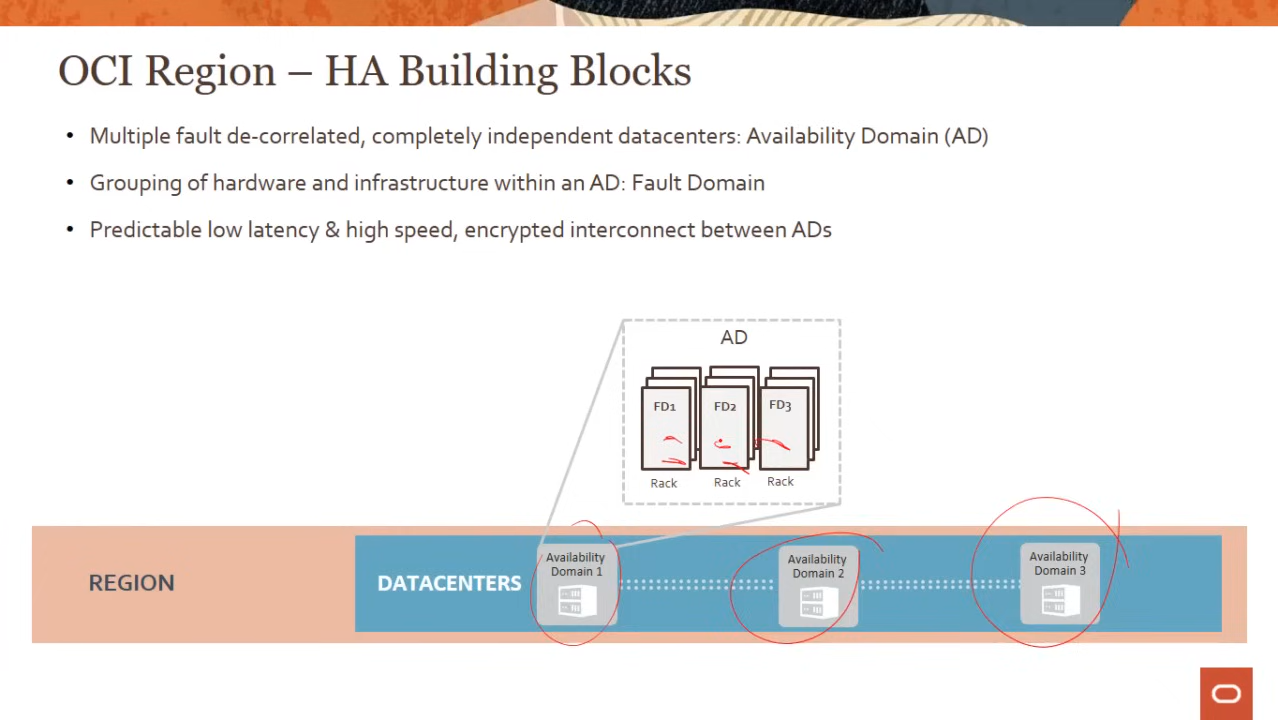 OCI Region – HA Building Blocks
• Multiple fault de-correlated, completely independent datacenters: Availability Domain (AD)
• Grouping of hardware and infrastructure within an AD: Fault Domain
• Predictable low latency & high speed, encrypted interconnect between ADs
AD
FD1 FD2 FD3
Rack Rack Rack
REGION
DATACENTERS
Availability
Domain 1
Availability
Domain 2
Availability
Domain 3